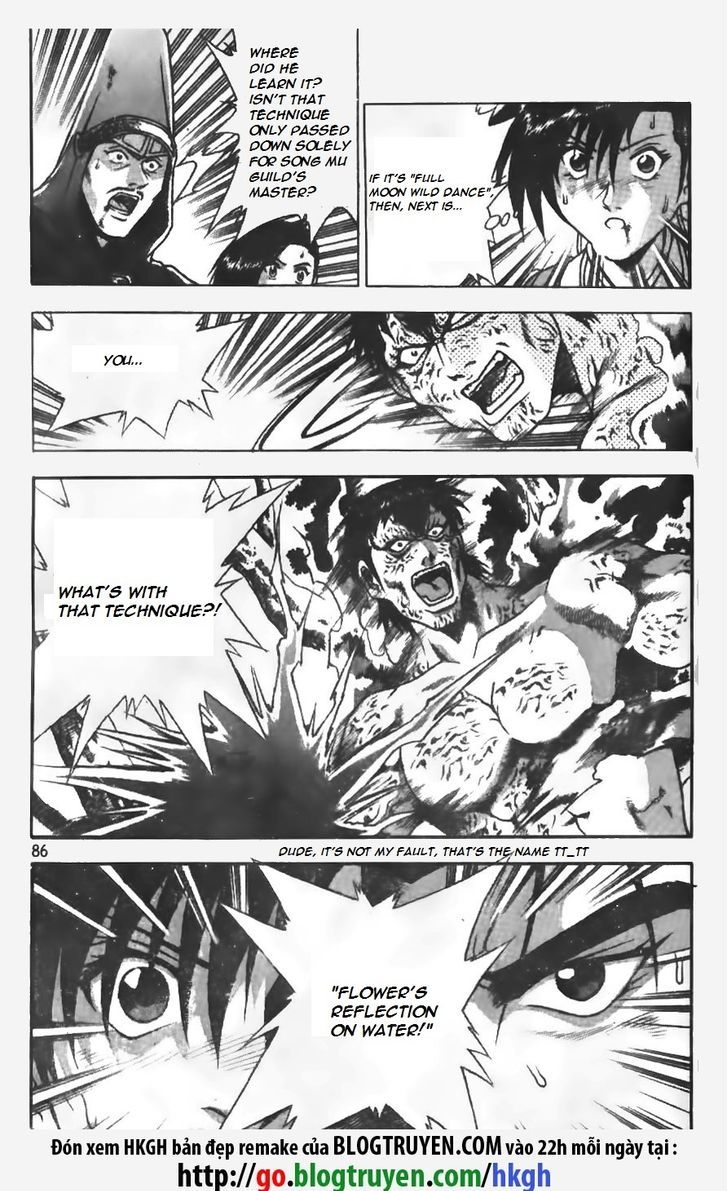 WHERE
DID HE
LEARN IT?
ISN'T THAT
TECHNIQUE
ONLY PASSED
DOWN SOLELY
FOR SONG MU
GUILD'S
MASTER?
IF IT'S "FULL
MOON WILD DANCE",
THEN, NEXT IS...
YOU...
WHAT'S WITH
THAT TECHNIQUE?!
86
DUDE, IT'S NOT MY FAULT, THAT'S THE NAME TT_TT
"FLOWER'S
REFLECTION
ON WATER!"
Đón xem HKGH bản đẹp remake của BLOGTRUYEN.COM vào 22h mỗi ngày tại :
http://go.blogtruyen.com/hkgh